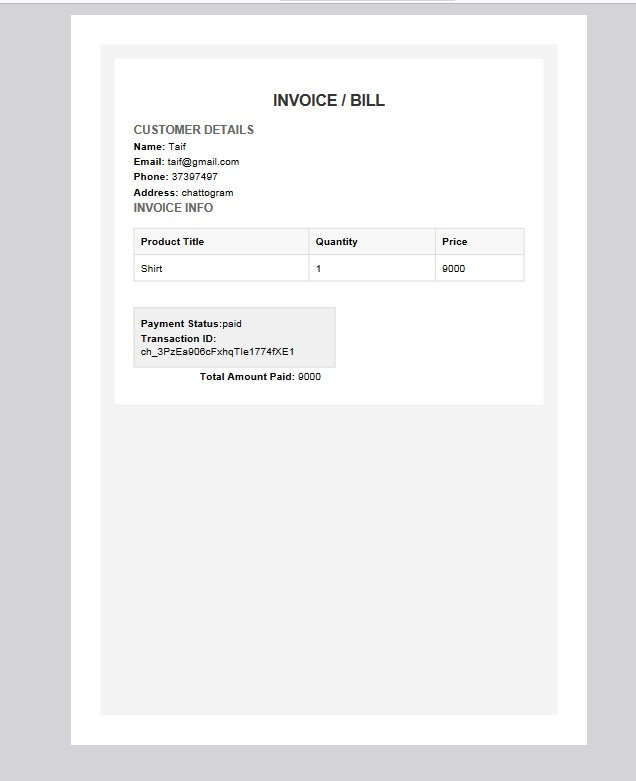 INVOICE / BILL
CUSTOMER DETAILS
Name: Taif
Email: taif@gmail.com
Phone: 37397497
Address: chattogram
INVOICE INFO
Product Title Quantity Price
Shirt 1 9000
Payment Status:paid
Transaction ID:
ch_3PzEa906cFxhqTle1774fXE1
Total Amount Paid: 9000